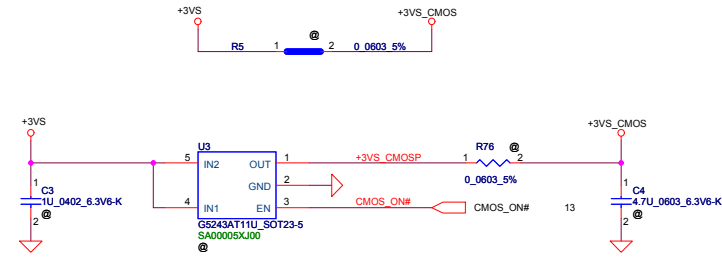 +3VS +3VS_CMOS
@
R5 1 2 0_0603_5%
+3VS +3VS_CMOS
U3 R76 @
5 IN2 OUT 1 +3VS_CMOSP 1 2
1 GND 2 0_0603_5% 1
C3 C4
1U_0402_6.3V6-K 4 IN1 EN 3 CMOS_ON# CMOS_ON# 13 4.7U_0603_6.3V6-K
2 @ G5243AT11U_SOT23-5 2 @
SA00005XJ00
@